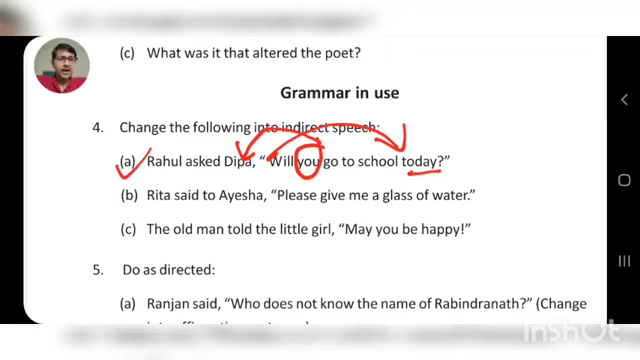 (c) What was it that altered the poet?
Grammar in use
4. Change the following into indirect speech:
(a) Rahul asked Dipa, “Will you go to school today?”
(b) Rita said to Ayesha, “Please give me a glass of water.”
(c) The old man told the little girl, “May you be happy!”
5. Do as directed:
(a) Ranjan said, “Who does not know the name of Rabindranath?” (Change
InShot